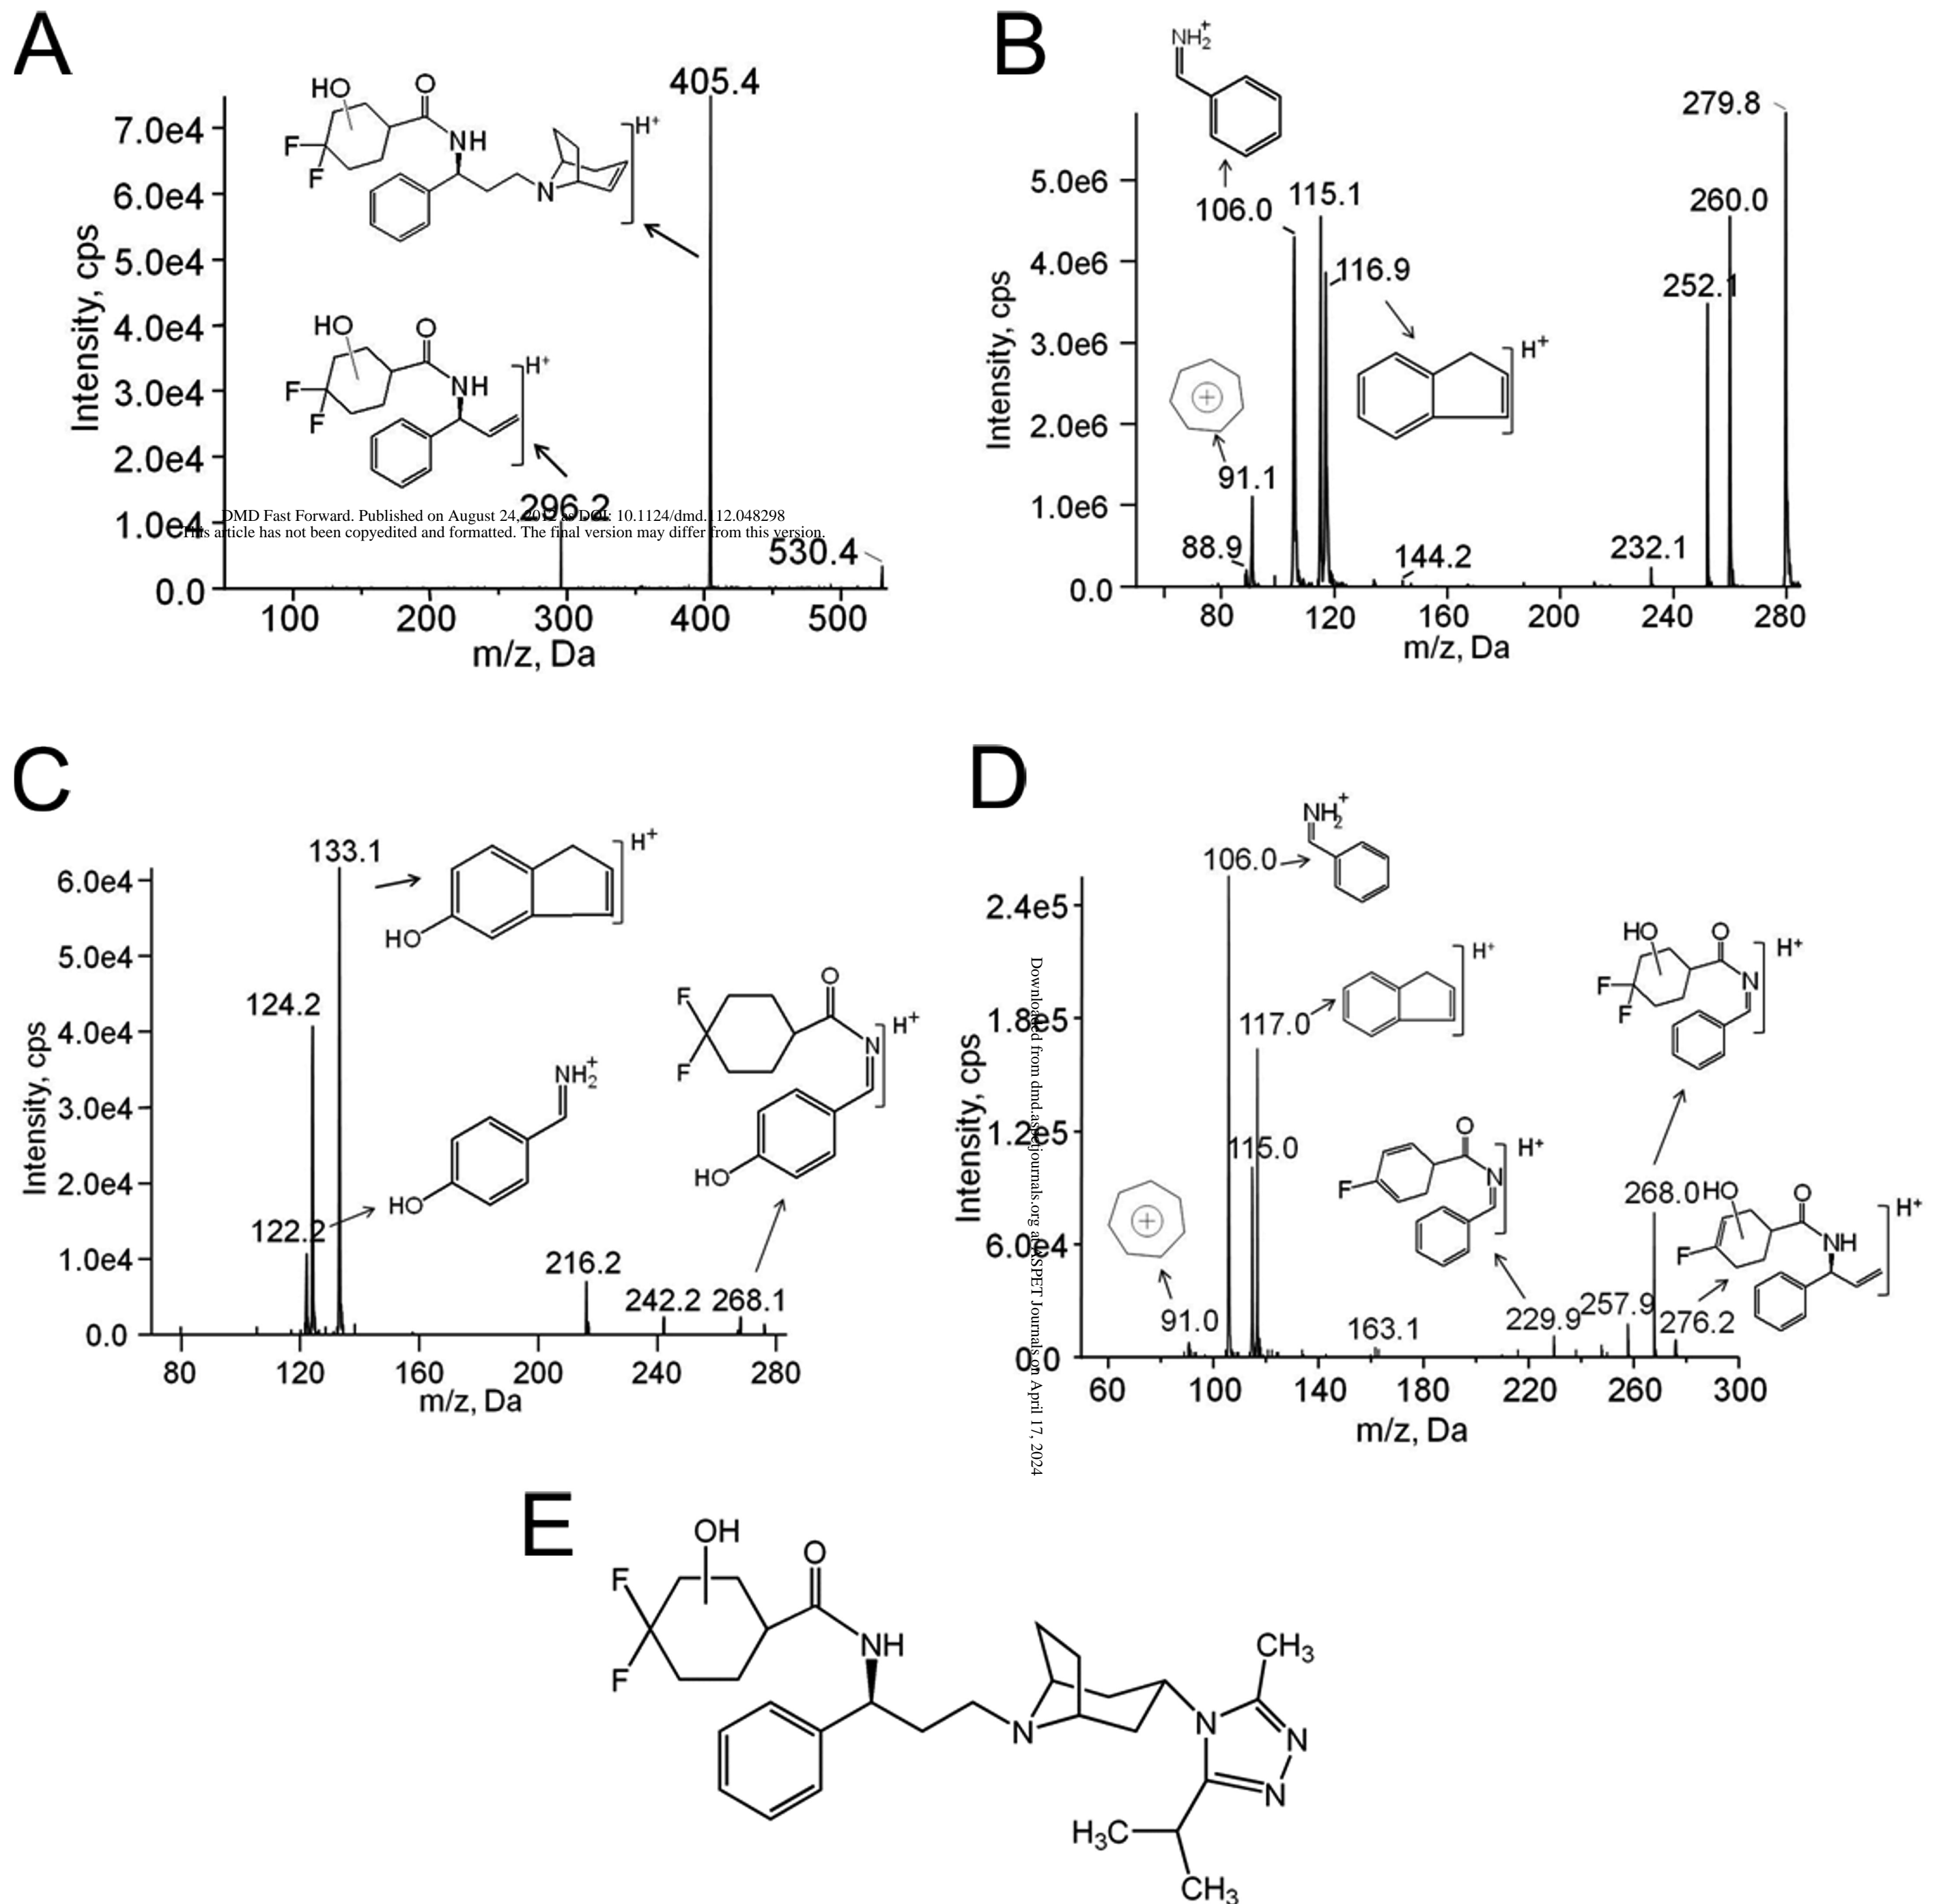 A
HO
O
F
F
NH
N
H+
405.4
7.0e4
6.0e4
5.0e4
4.0e4
3.0e4
2.0e4
1.0e4
0.0
Intensity, cps
HO
O
F
F
NH
H+
296.2
530.4
DMD Fast Forward. Published on August 24, 2012 as DOI: 10.1124/dmd.112.048298
This article has not been copyedited and formatted. The final version may differ from this version.
100 200 300 400 500
m/z, Da
B
NH2+
279.8
5.0e6
4.0e6
3.0e6
2.0e6
1.0e6
0.0
Intensity, cps
106.0
115.1
116.9
260.0
252.1
H+
+
91.1
88.9
144.2
232.1
80 120 160 200 240 280
m/z, Da
C
133.1
H+
HO
6.0e4
5.0e4
4.0e4
3.0e4
2.0e4
1.0e4
0.0
Intensity, cps
124.2
NH2+
HO
122.2
F
F
O
N
H+
HO
216.2
242.2
268.1
80 120 160 200 240 280
m/z, Da
D
NH2+
106.0
2.4e5
1.8e5
1.2e5
6.0e4
0.0
Intensity, cps
117.0
H+
HO
O
F
F
N
H+
115.0
O
F
N
H+
+
268.0
HO
O
F
NH
H+
91.0
163.1
229.9
257.9
276.2
60 100 140 180 220 260 300
m/z, Da
Downloaded from dmd.aspetjournals.org at ASPET Journals on April 17, 2024
E
OH
F
F
O
NH
N
N
CH3
N
N
H3C
CH3